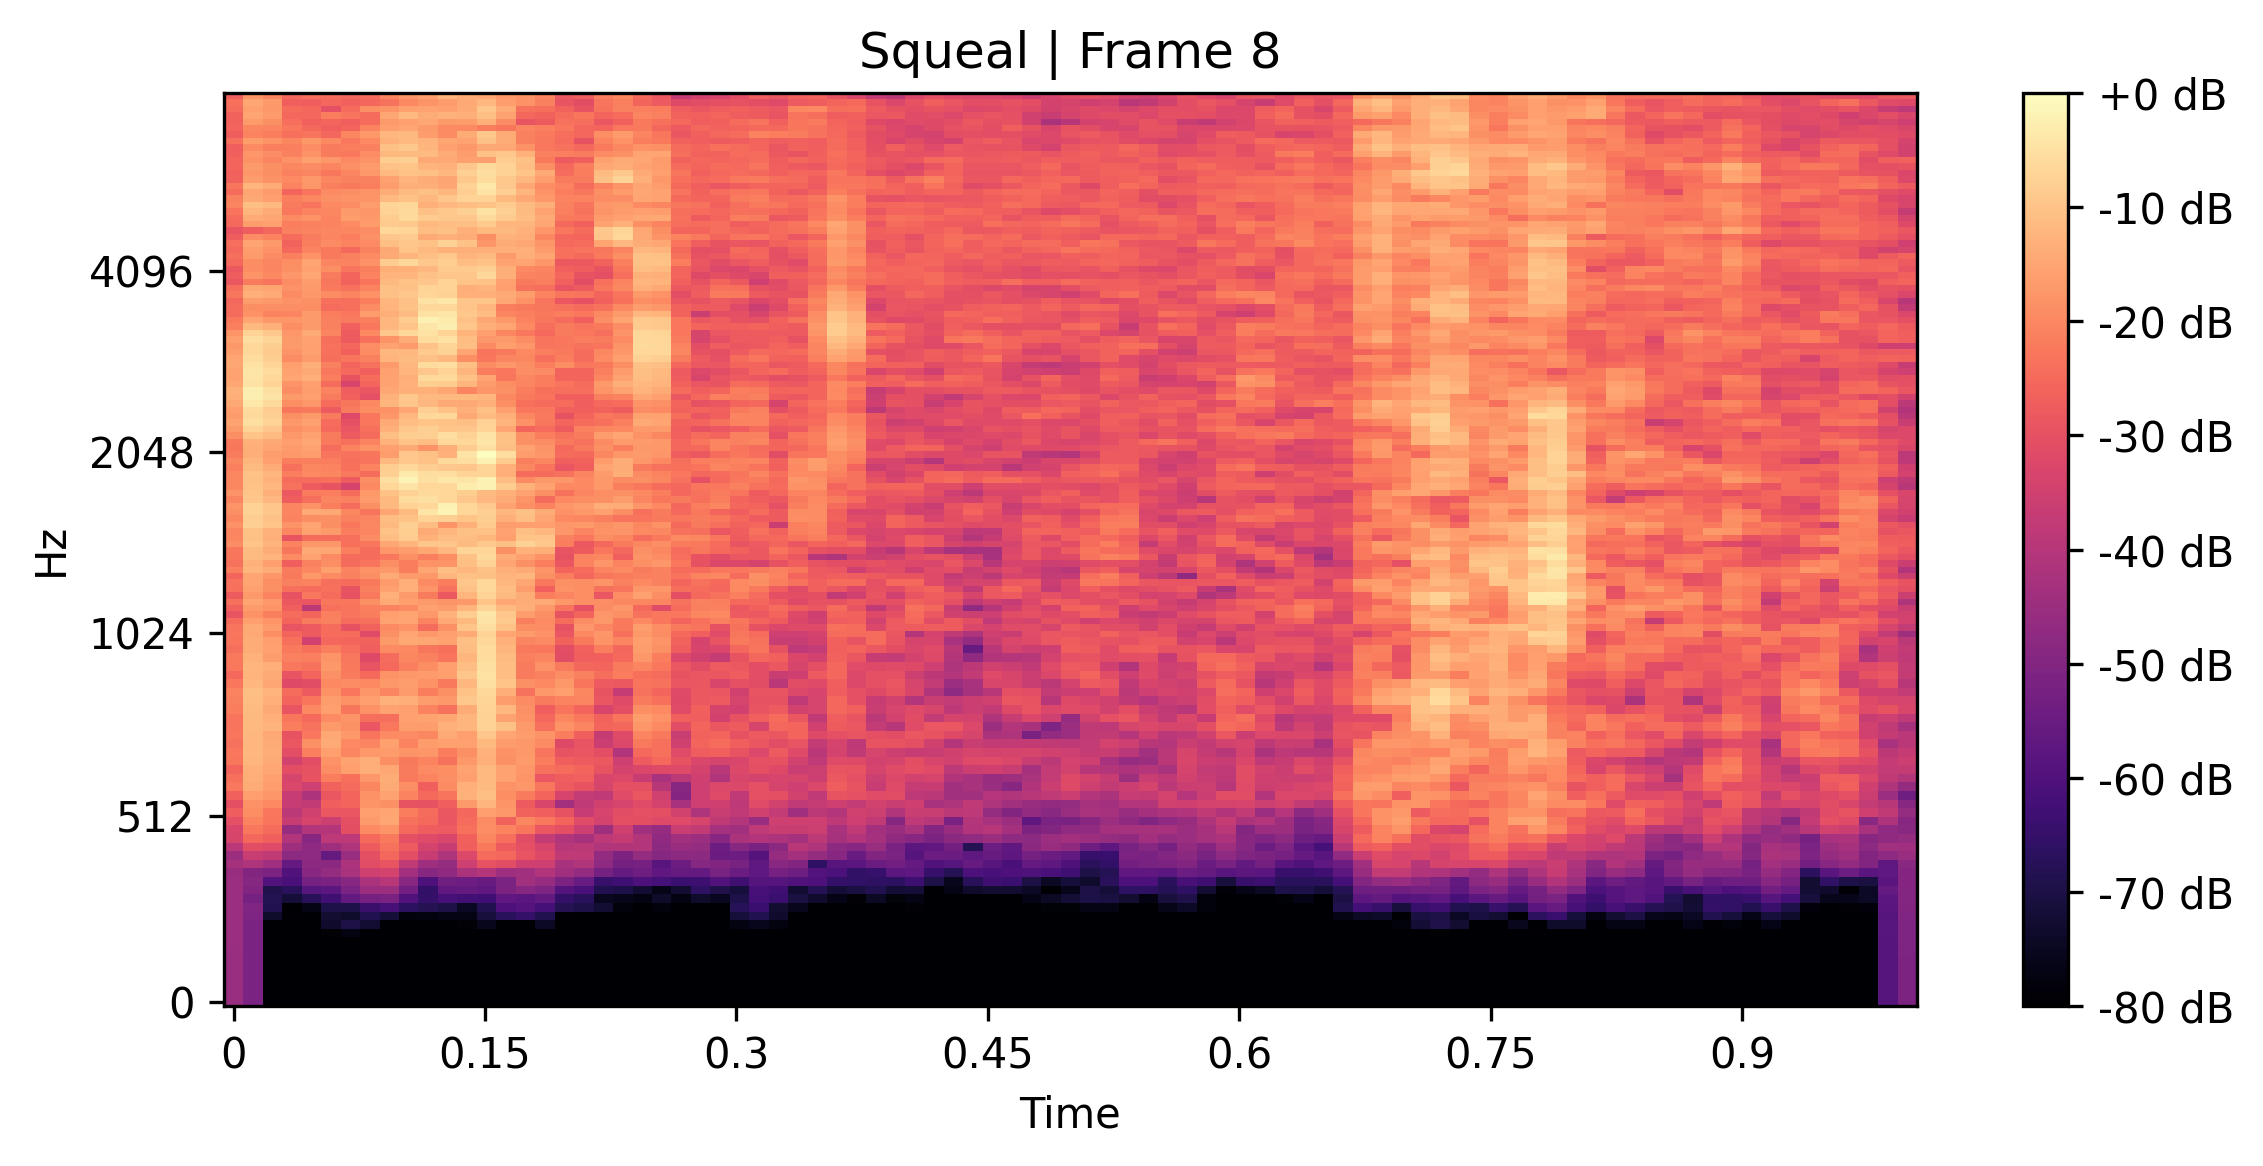 Squeal | Frame 8
+0 dB
-10 dB
-20 dB
-30 dB
-40 dB
-50 dB
-60 dB
-70 dB
-80 dB
Hz
4096
2048
1024
512
0
0 0.15 0.3 0.45 0.6 0.75 0.9
Time